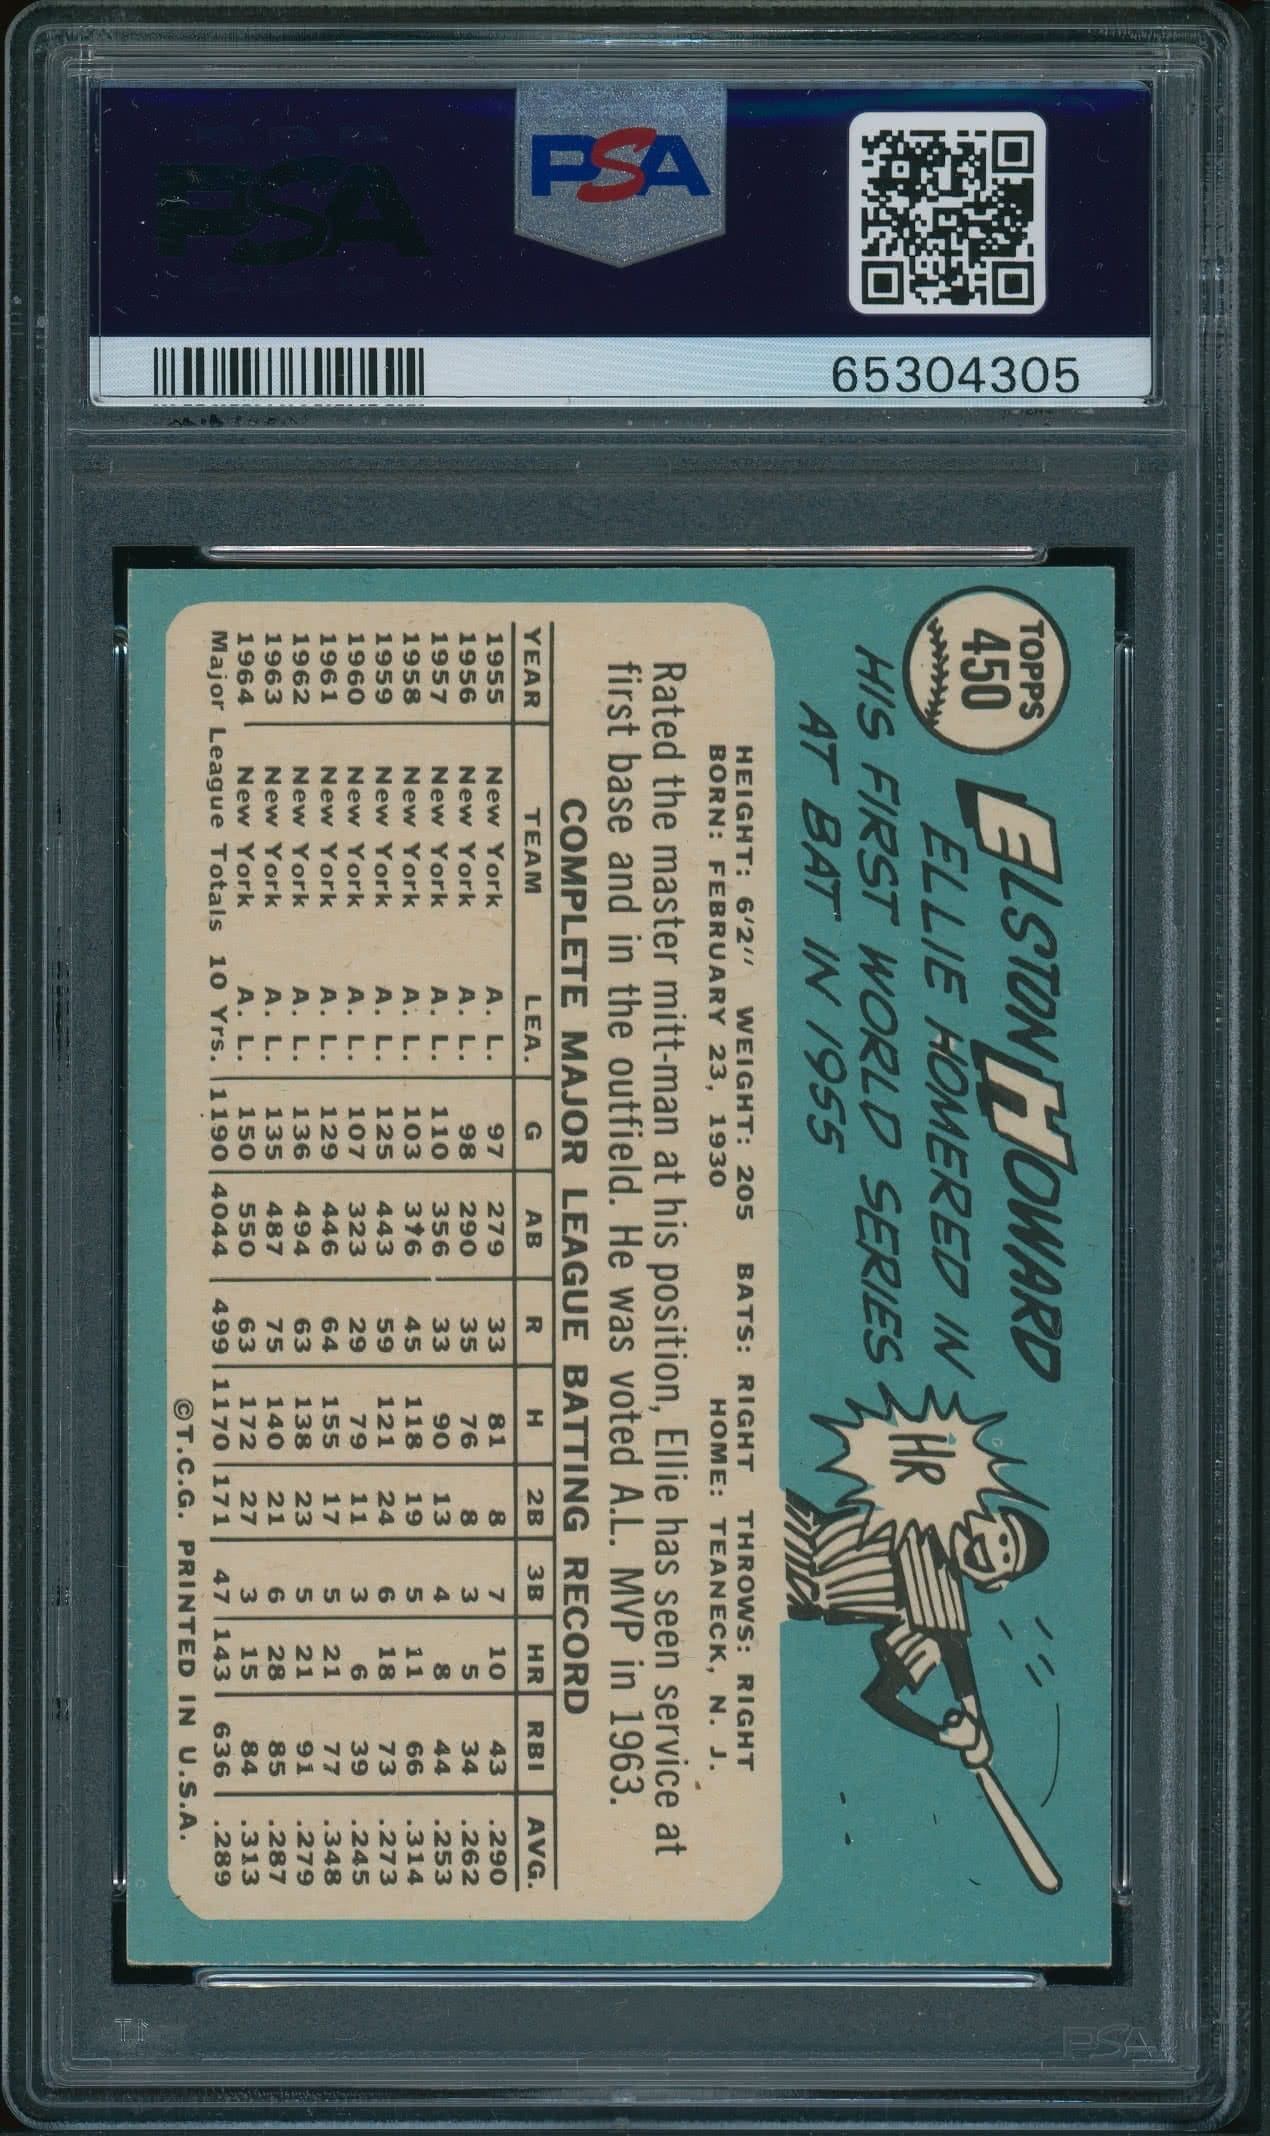 PSA
PSA
65304305
TOPPS
450
ELSTON HOWARD
ELLIE HOMERED IN
HIS FIRST WORLD SERIES
AT BAT IN 1955
HR
HEIGHT: 6'2" WEIGHT: 205 BATS: RIGHT THROWS: RIGHT
BORN: FEBRUARY 23, 1930 HOME: TEANECK, N. J.
Rated the master mitt-man at his position, Ellie has seen service at
first base and in the outfield. He was voted A.L. MVP in 1963.
COMPLETE MAJOR LEAGUE BATTING RECORD
YEAR TEAM LEA. G AB R H 2B 3B HR RBI AVG.
1955 New York A. L. 97 279 33 81 8 7 10 43 .290
1956 New York A. L. 98 290 35 76 8 3 5 34 .262
1957 New York A. L. 110 356 33 90 13 4 8 44 .253
1958 New York A. L. 103 376 45 118 19 5 11 66 .314
1959 New York A. L. 125 443 59 121 24 6 18 73 .273
1960 New York A. L. 107 323 29 79 11 3 6 39 .245
1961 New York A. L. 129 446 64 155 17 5 21 77 .348
1962 New York A. L. 136 494 63 138 23 5 21 91 .279
1963 New York A. L. 135 487 75 140 21 6 28 85 .287
1964 New York A. L. 150 550 63 172 27 3 15 84 .313
Major League Totals 10 Yrs. 1190 4044 499 1170 171 47 143 636 .289
©T.C.G. PRINTED IN U.S.A.
PSA